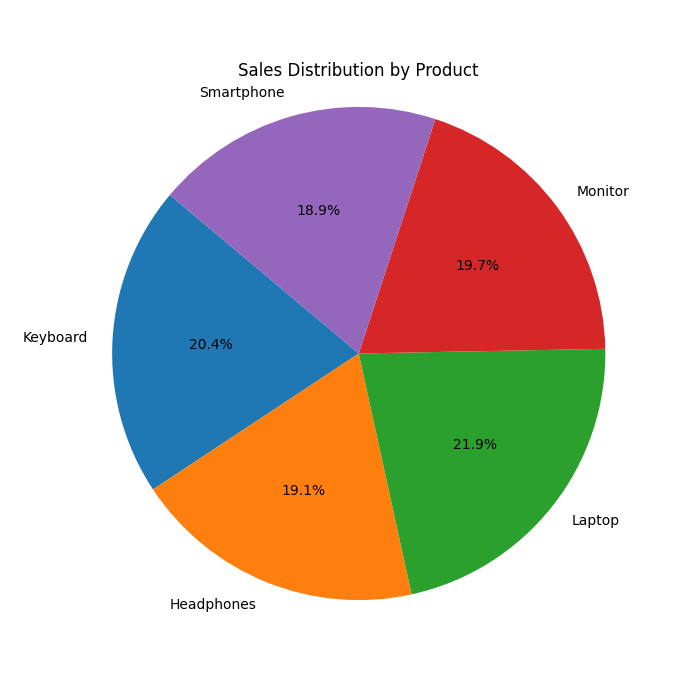 Sales Distribution by Product
Smartphone
Monitor
18.9%
19.7%
Keyboard
20.4%
21.9%
19.1%
Laptop
Headphones